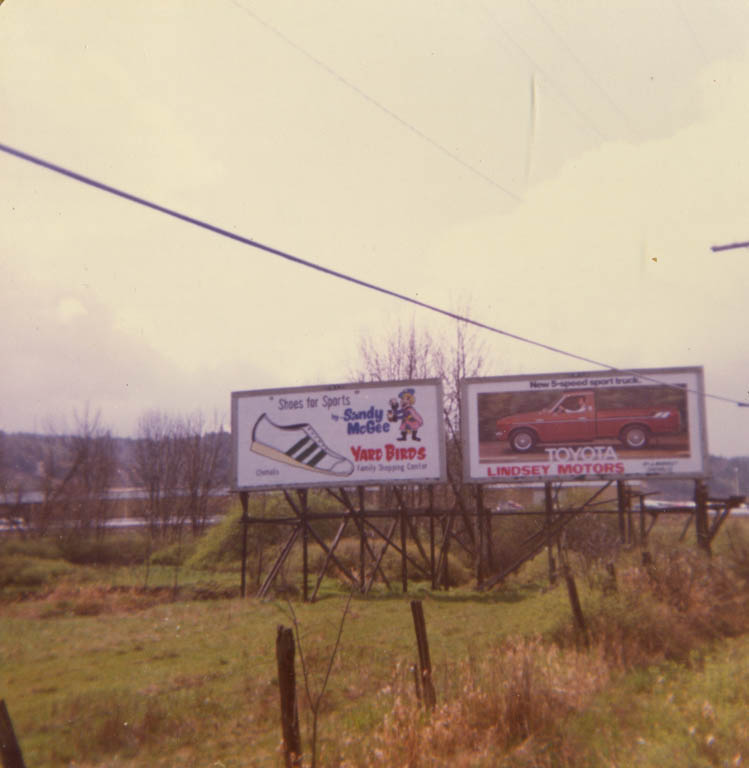 "Shoes for Sports"
by Sandy
McGee
YARD BIRDS
Family Shopping Center
Chehalis
New 5-speed sport truck.
TOYOTA
LINDSEY MOTORS